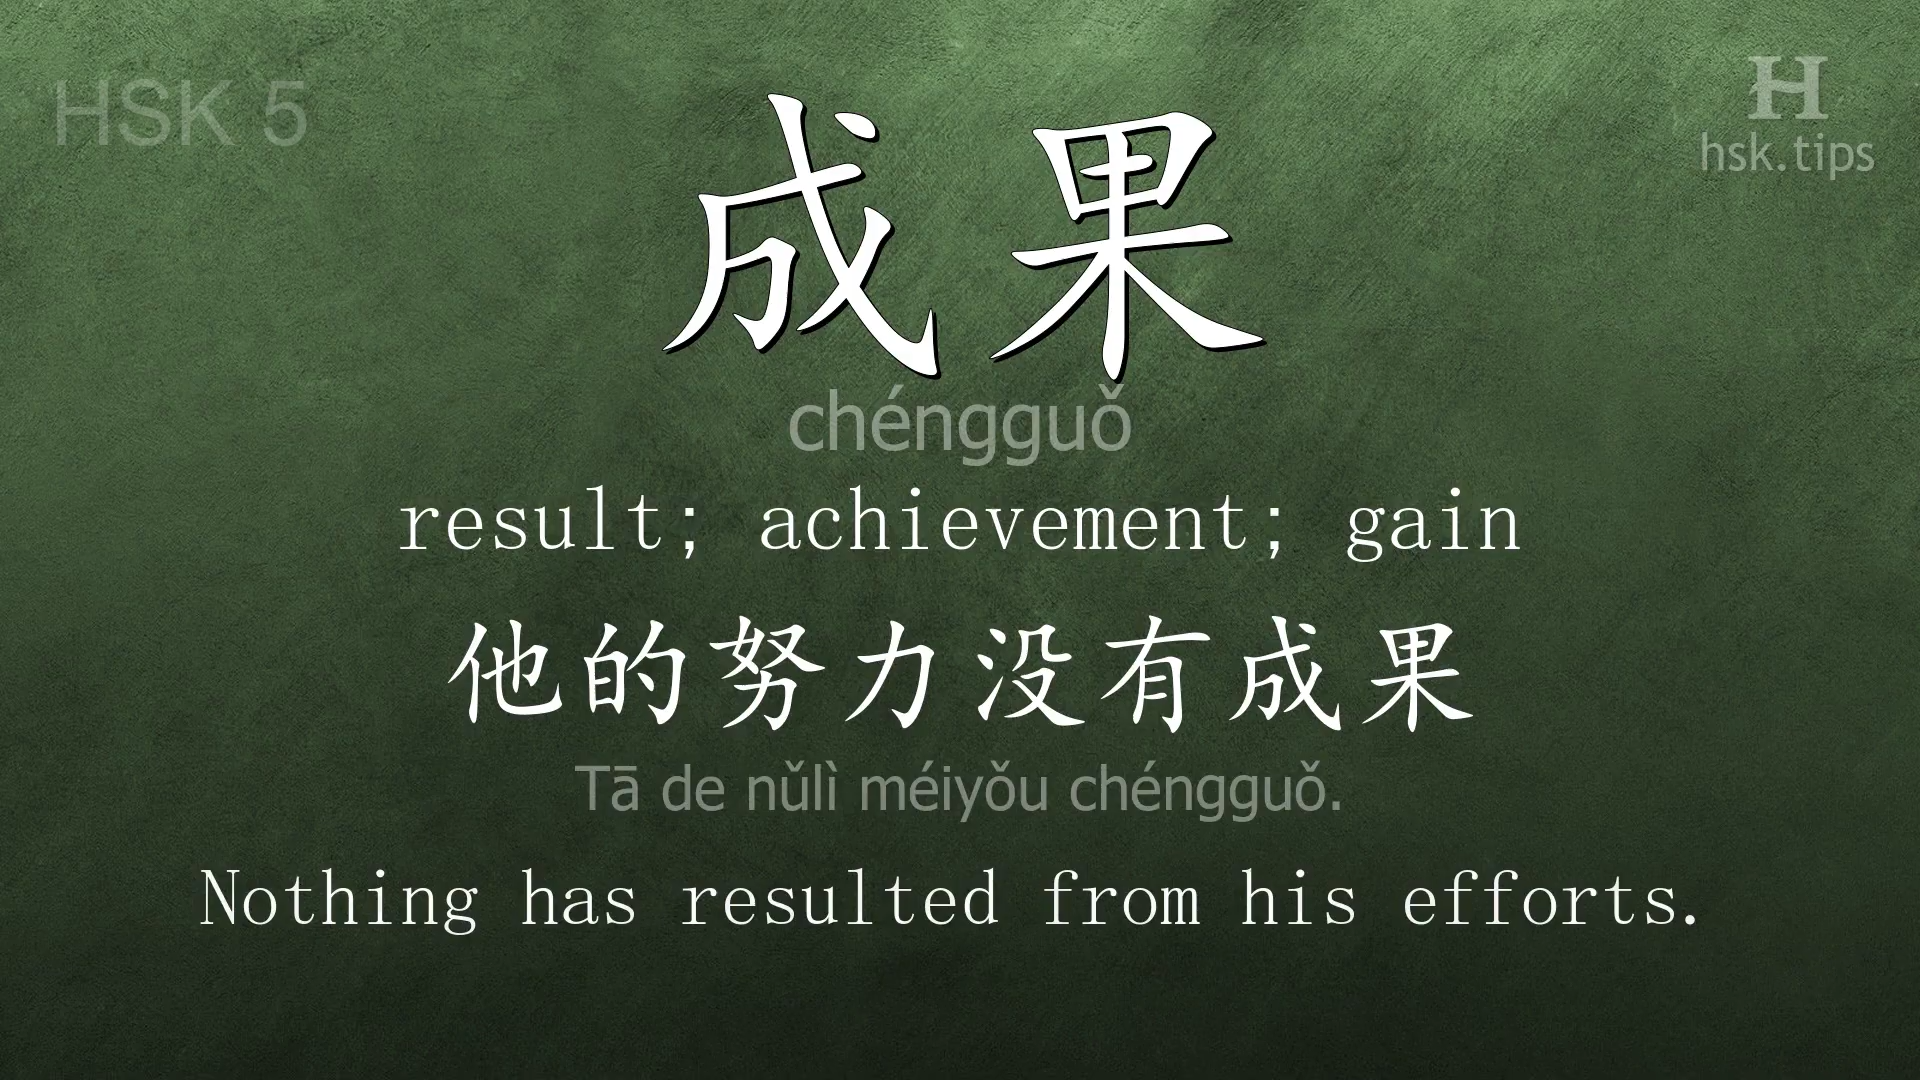 HSK 5
H
hsk.tips
成果
chéngguǒ
result; achievement; gain
他的努力没有成果
Tā de nǔlì méiyǒu chéngguǒ.
Nothing has resulted from his efforts.